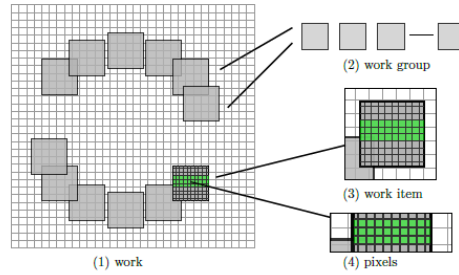 (2) work group
(3) work item
(1) work
(4) pixels